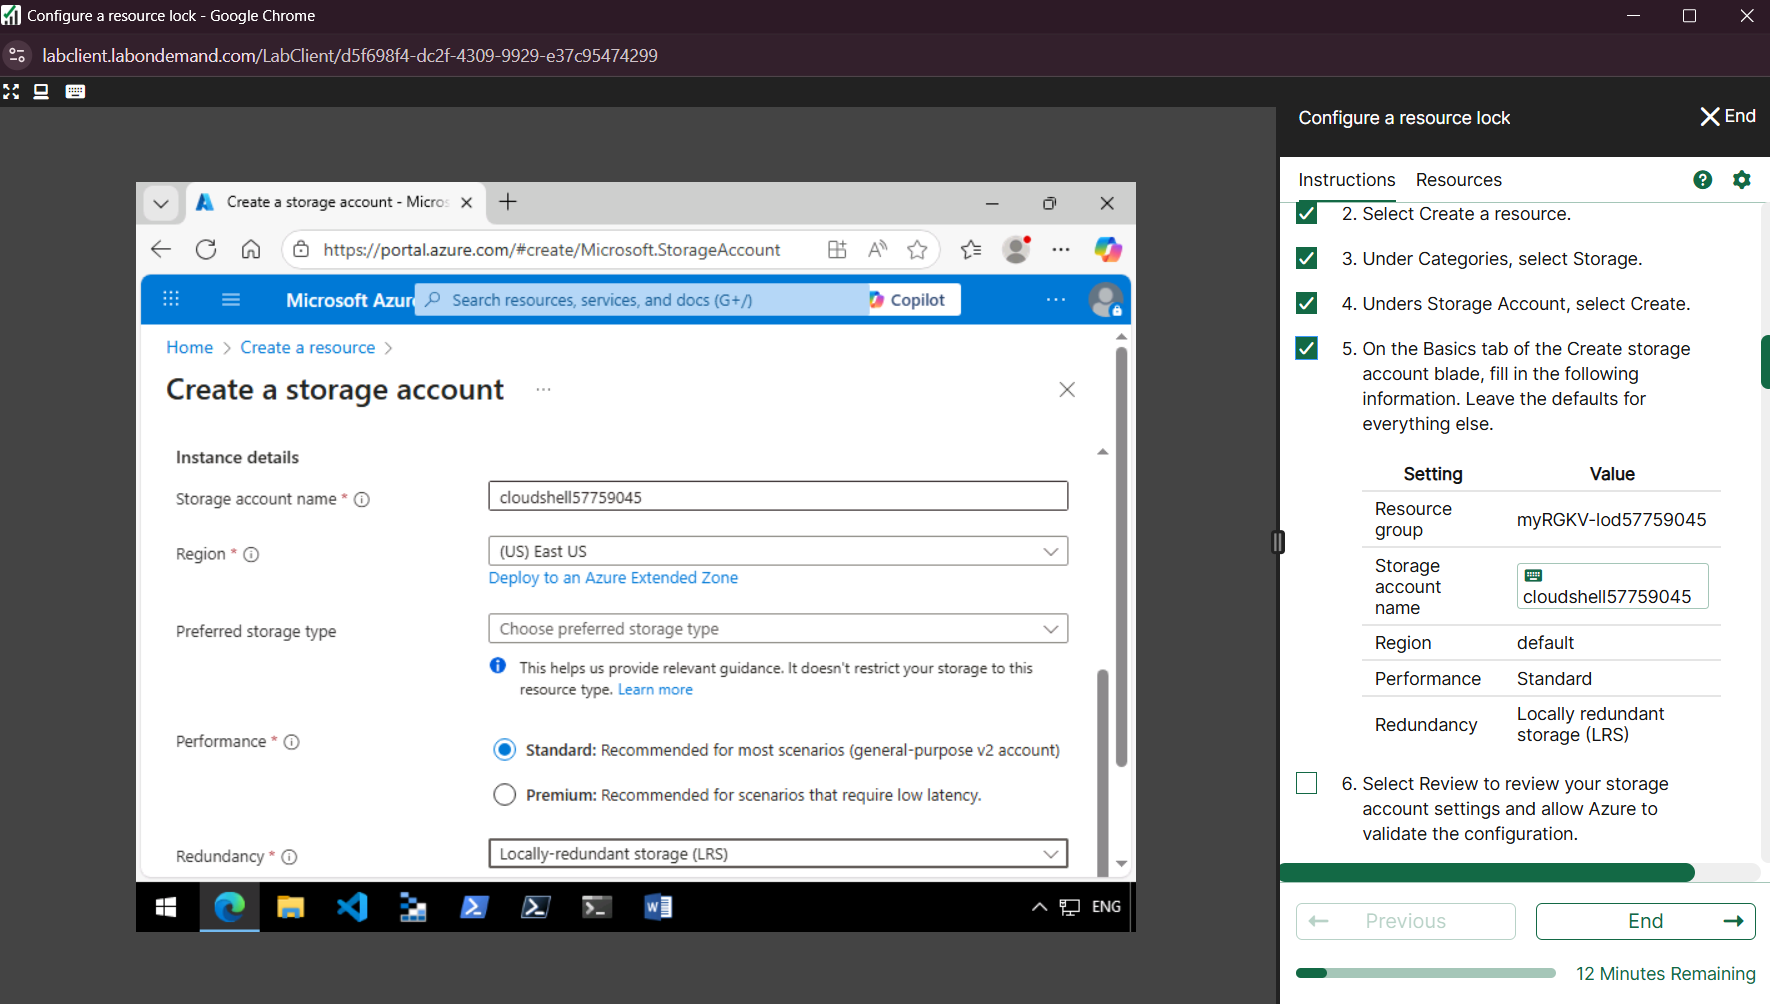 Configure a resource lock - Google Chrome
labclient.labondemand.com/LabClient/d5f698f4-dc2f-4309-9929-e37c95474299
Configure a resource lock
End
Instructions Resources
2. Select Create a resource.
3. Under Categories, select Storage.
4. Unders Storage Account, select Create.
5. On the Basics tab of the Create storage
account blade, fill in the following
information. Leave the defaults for
everything else.
Setting Value
Resource
group
myRGKV-lod57759045
Storage
account
name
cloudshell57759045
Region default
Performance Standard
Redundancy
Locally redundant
storage (LRS)
6. Select Review to review your storage
account settings and allow Azure to
validate the configuration.
Previous
End
12 Minutes Remaining
Create a storage account - Micros
https://portal.azure.com/#create/Microsoft.StorageAccount
Microsoft Azur
Search resources, services, and docs (G+/)
Copilot
Home > Create a resource >
Create a storage account ...
Instance details
Storage account name *
cloudshell57759045
Region *
(US) East US
Deploy to an Azure Extended Zone
Preferred storage type
Choose preferred storage type
This helps us provide relevant guidance. It doesn't restrict your storage to this
resource type. Learn more
Performance *
Standard: Recommended for most scenarios (general-purpose v2 account)
Premium: Recommended for scenarios that require low latency.
Redundancy *
Locally-redundant storage (LRS)
ENG